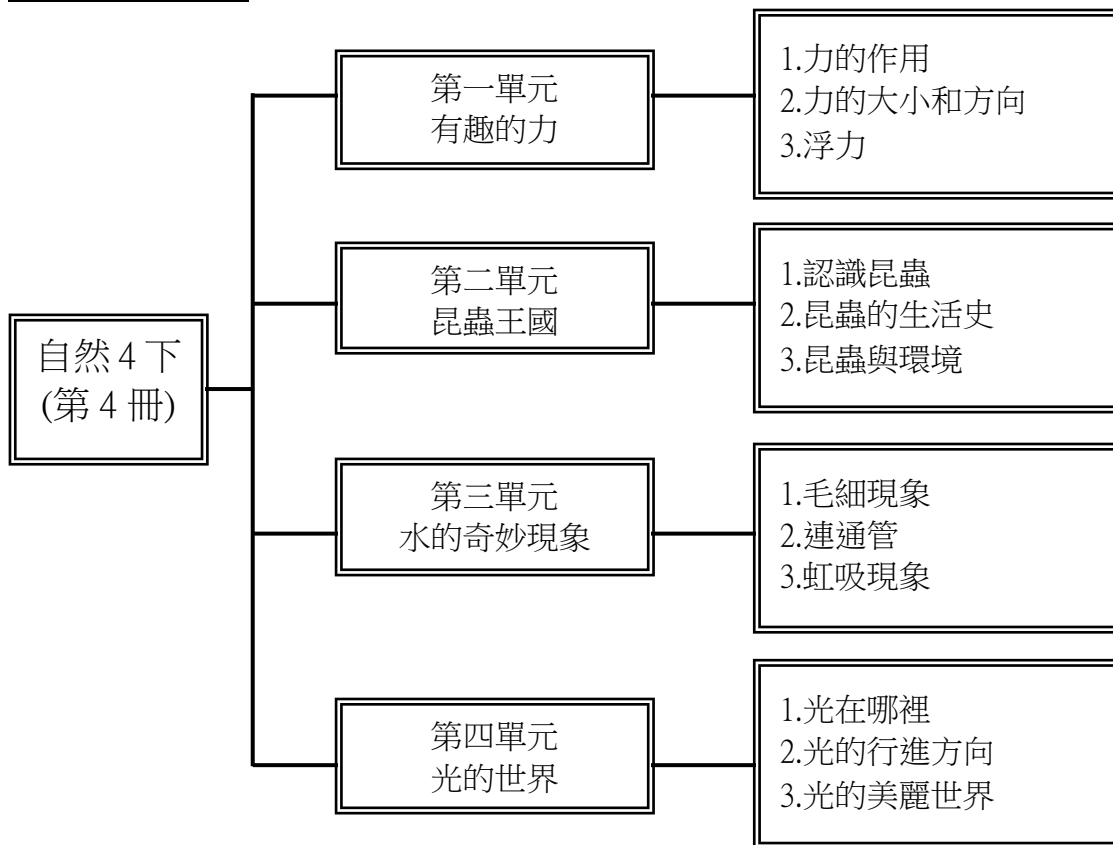 自然 4 下
(第 4 冊)
第一單元
有趣的力
1.力的作用
2.力的大小和方向
3.浮力
第二單元
昆蟲王國
1.認識昆蟲
2.昆蟲的生活史
3.昆蟲與環境
第三單元
水的奇妙現象
1.毛細現象
2.連通管
3.虹吸現象
第四單元
光的世界
1.光在哪裡
2.光的行進方向
3.光的美麗世界